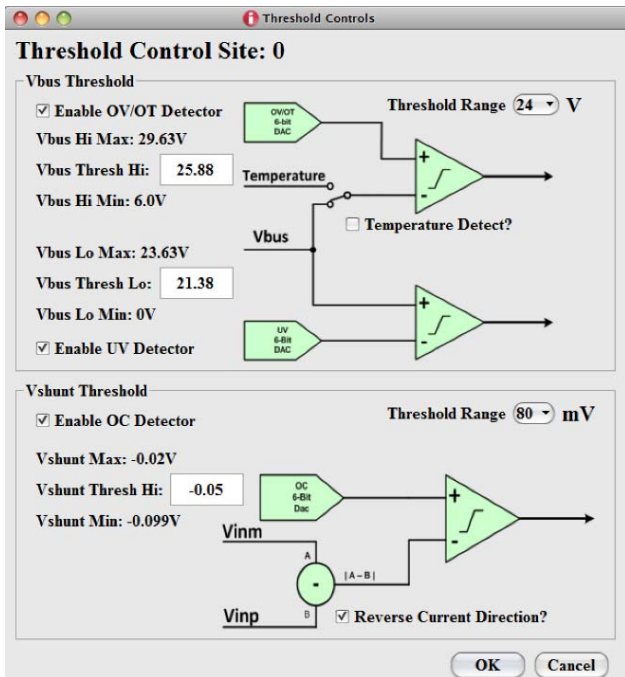 Threshold Controls
Threshold Control Site: 0
Vbus Threshold
Enable OV/OT Detector
Threshold Range 24 V
OV/OT
6-bit
DAC
Vbus Hi Max: 29.63V
+
Vbus Thresh Hi: 25.88
Temperature
-
Vbus Hi Min: 6.0V
Temperature Detect?
Vbus
Vbus Lo Max: 23.63V
Vbus Thresh Lo: 21.38
+
Vbus Lo Min: 0V
UV
6-Bit
DAC
-
Enable UV Detector
Vshunt Threshold
Enable OC Detector
Threshold Range 80 mV
Vshunt Max: -0.02V
Vshunt Thresh Hi: -0.05
OC
6-Bit
Dac
+
Vshunt Min: -0.099V
Vinm
-
A
-
|A-B|
B
Vinp
Reverse Current Direction?
OK Cancel